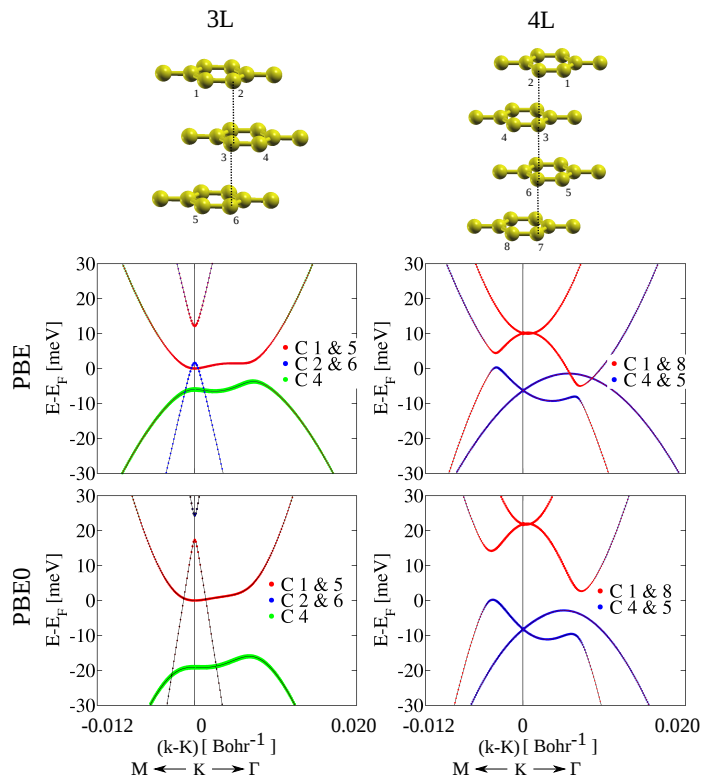 3L
4L
1 2
3 4
5 6
2 1
4 3
6 5
8 7
PBE
E-E_F [meV]
30
20
10
0
-10
-20
-30
C 1 & 5
C 2 & 6
C 4
E-E_F [meV]
30
20
10
0
-10
-20
-30
C 1 & 8
C 4 & 5
PBE0
E-E_F [meV]
30
20
10
0
-10
-20
-30
C 1 & 5
C 2 & 6
C 4
E-E_F [meV]
30
20
10
0
-10
-20
-30
C 1 & 8
C 4 & 5
-0.012 0 0.020
-0.012 0 0.020
(k-K) [ Bohr⁻¹]
(k-K) [ Bohr⁻¹]
M ← K → Γ
M ← K → Γ